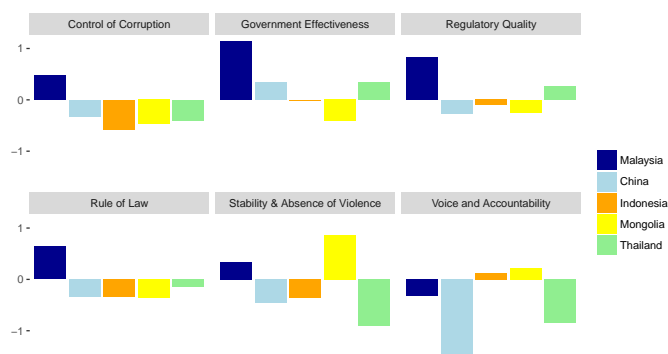 Control of Corruption
Government Effectiveness
Regulatory Quality
1
0
−1
Malaysia
China
Indonesia
Mongolia
Thailand
Rule of Law
Stability & Absence of Violence
Voice and Accountability
1
0
−1